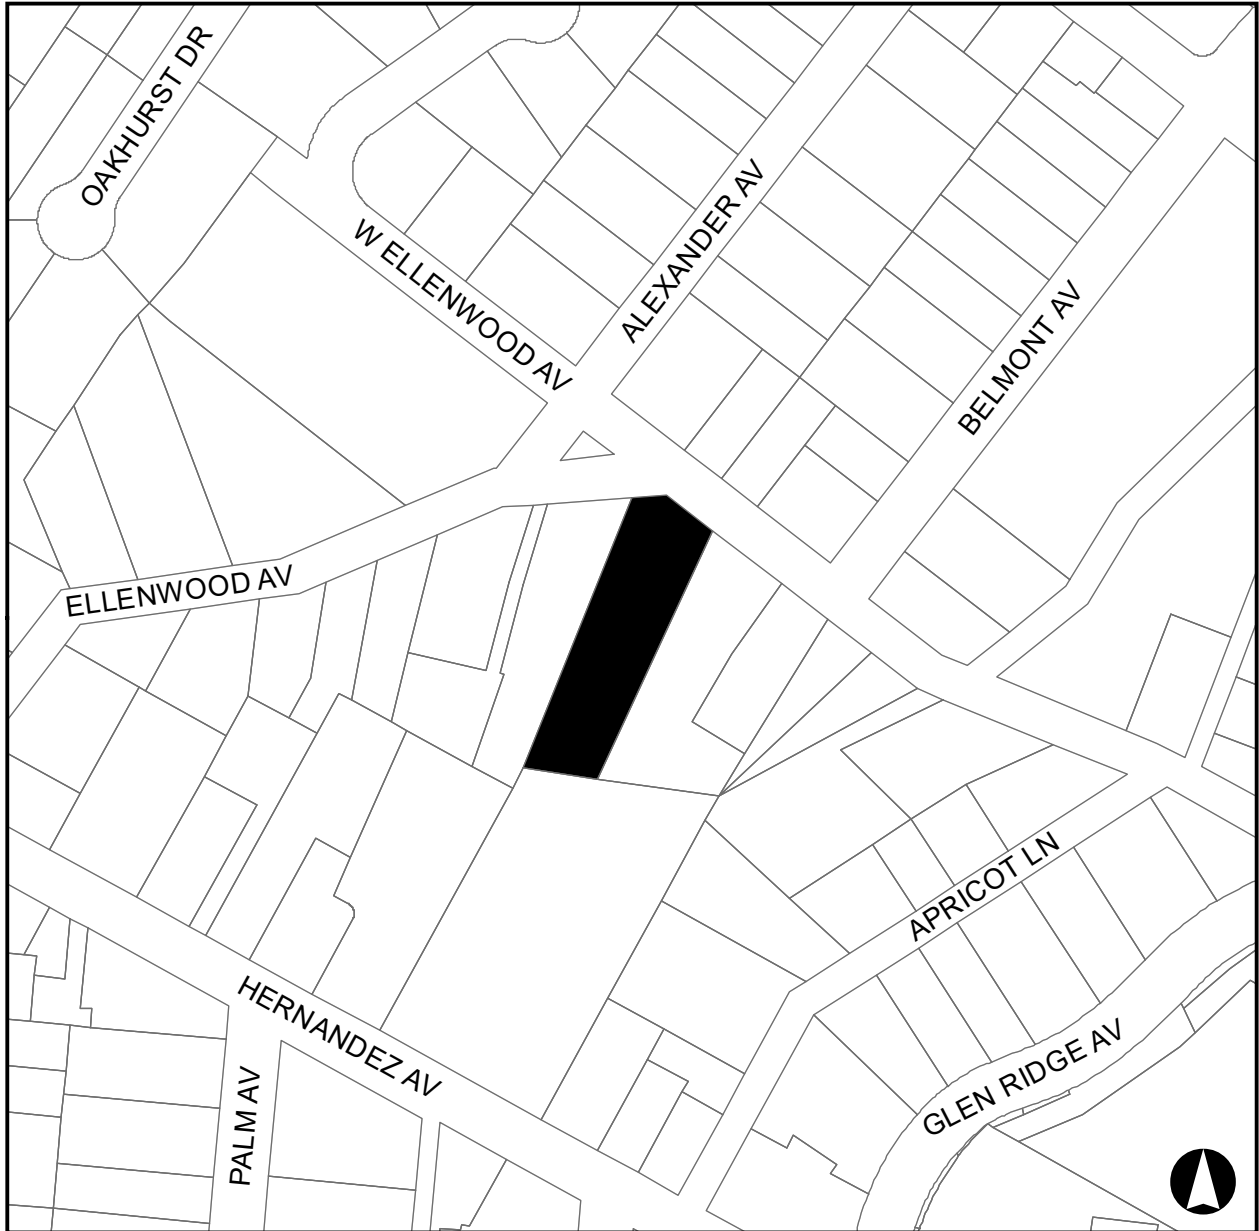 OAKHURST DR
W ELLENWOOD AV
ALEXANDER AV
BELMONT AV
ELLENWOOD AV
APRICOT LN
HERNANDEZ AV
GLEN RIDGE AV
PALM AV